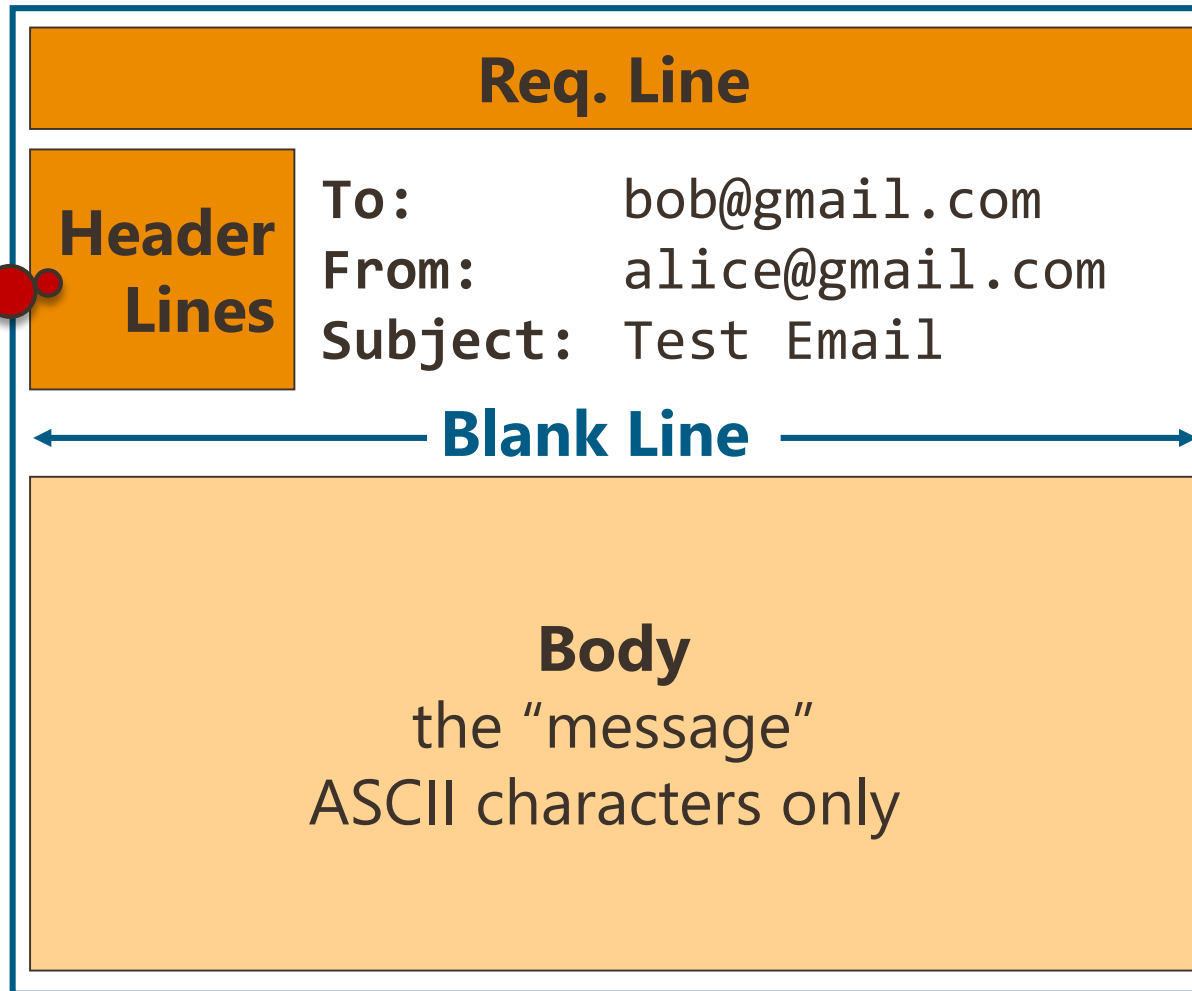 Req. Line
Header
Lines
To: bob@gmail.com
From: alice@gmail.com
Subject: Test Email
Blank Line
Body
the “message”
ASCII characters only